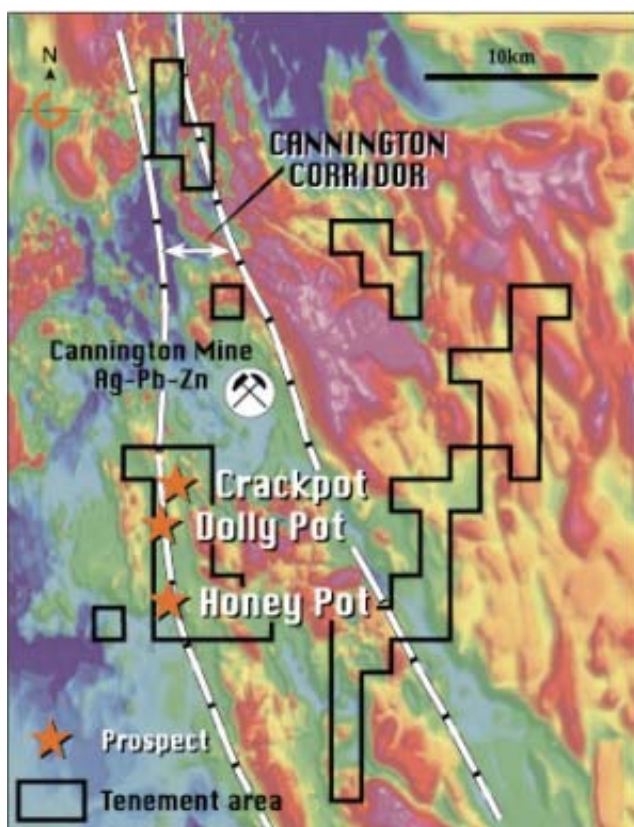 N
10km
CANNINGTON
CORRIDOR
Cannington Mine
Ag-Pb-Zn
Crackpot
Dolly Pot
Honey Pot
Prospect
Tenement area